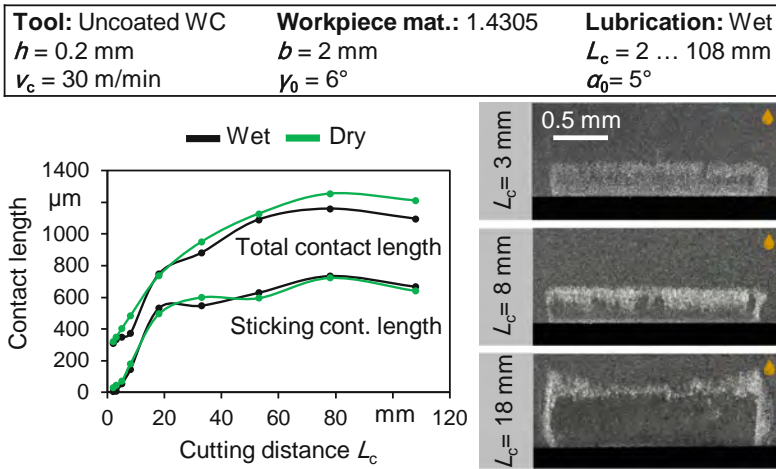 Tool: Uncoated WC Workpiece mat.: 1.4305 Lubrication: Wet
h = 0.2 mm b = 2 mm Lc = 2 … 108 mm
vc = 30 m/min γ0 = 6° α0= 5°
Wet Dry
1400
μm
1000
800
600
400
200
0
Contact length
Total contact length
Sticking cont. length
0 20 40 60 80 mm 120
Cutting distance Lc
Lc= 3 mm
0.5 mm
Lc= 8 mm
Lc= 18 mm